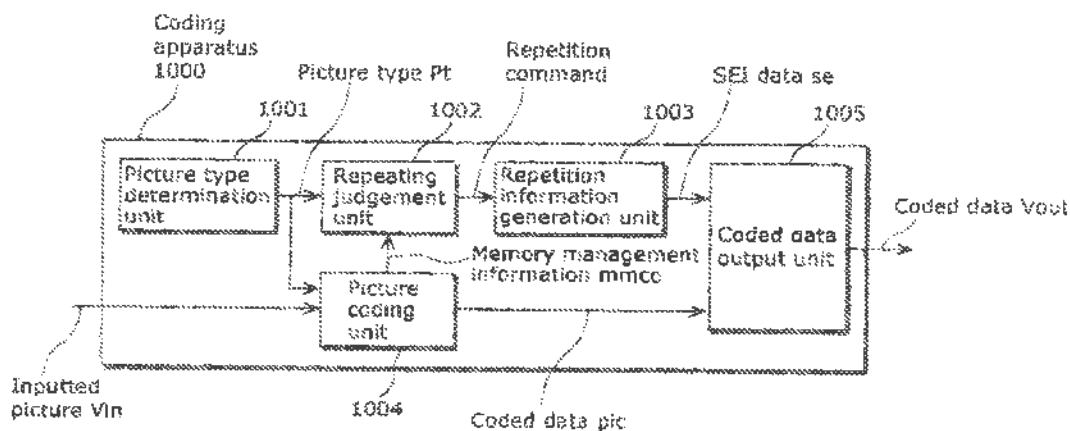 Coding
apparatus
1000
Picture type Pt
Repetition
command
SEI data se
1001
1002
1003
1005
Picture type
determination
unit
Repeating
judgement
unit
Repetition
information
generation unit
Coded data
output unit
Coded data Vout
Memory management
information mmco
Picture
coding
unit
Inputted
picture Vin
1004
Coded data pic